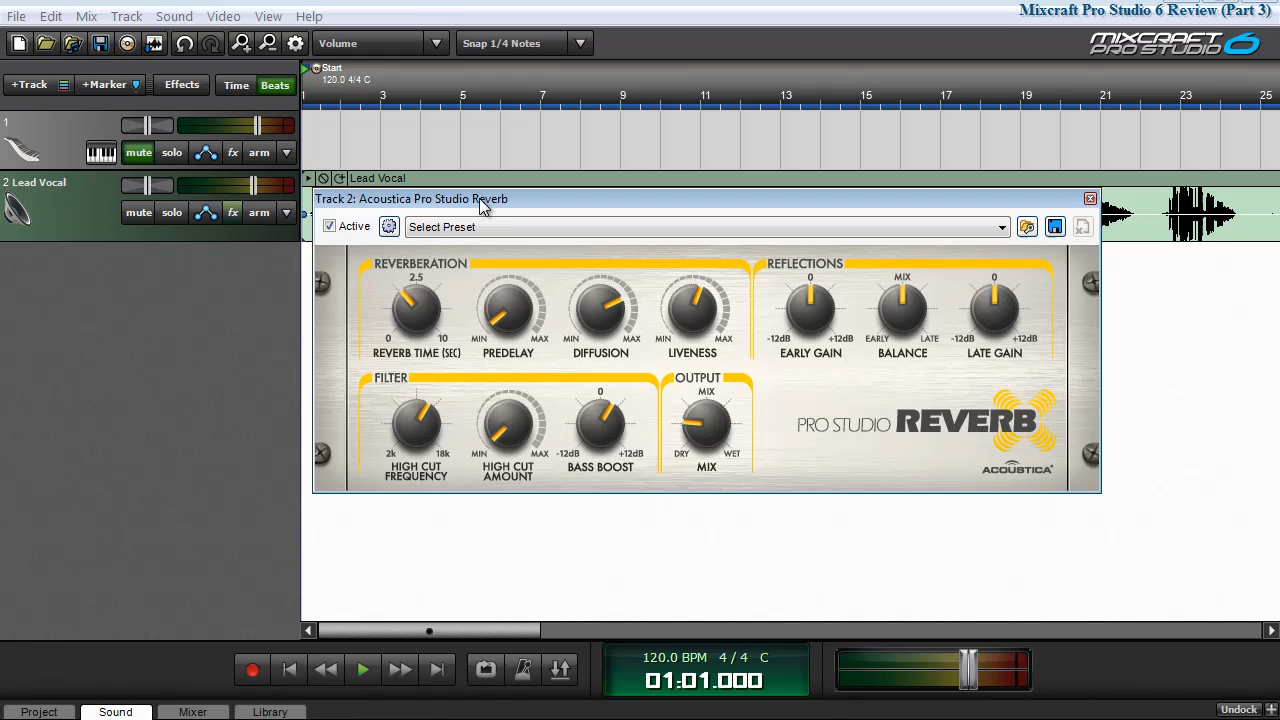 File Edit Mix Track Sound Video View Help
Mixcraft Pro Studio 6 Review (Part 3)
Volume Snap 1/4 Notes
MIXCRAFT
PRO STUDIO 6
+Track +Marker Effects Time Beats
Start
120.0 4/4 C
1 3 5 7 9 11 13 15 17 19 21 23 25
1
mute solo fx arm
2 Lead Vocal
Lead Vocal
mute solo fx arm
Track 2: Acoustica Pro Studio Reverb
Active Select Preset
REVERBERATION REFLECTIONS
2.5 0 MIX 0
0 10 MIN MAX MIN MAX MIN MAX -12dB +12dB EARLY LATE -12dB +12dB
REVERB TIME (SEC) PREDELAY DIFFUSION LIVENESS EARLY GAIN BALANCE LATE GAIN
FILTER OUTPUT
0 MIX
PRO STUDIO REVERB X
2k 18k MIN MAX -12dB +12dB DRY WET
HIGH CUT FREQUENCY HIGH CUT AMOUNT BASS BOOST MIX
ACOUSTICA
120.0 BPM 4 / 4 C
01:01.000
Project Sound Mixer Library Undock